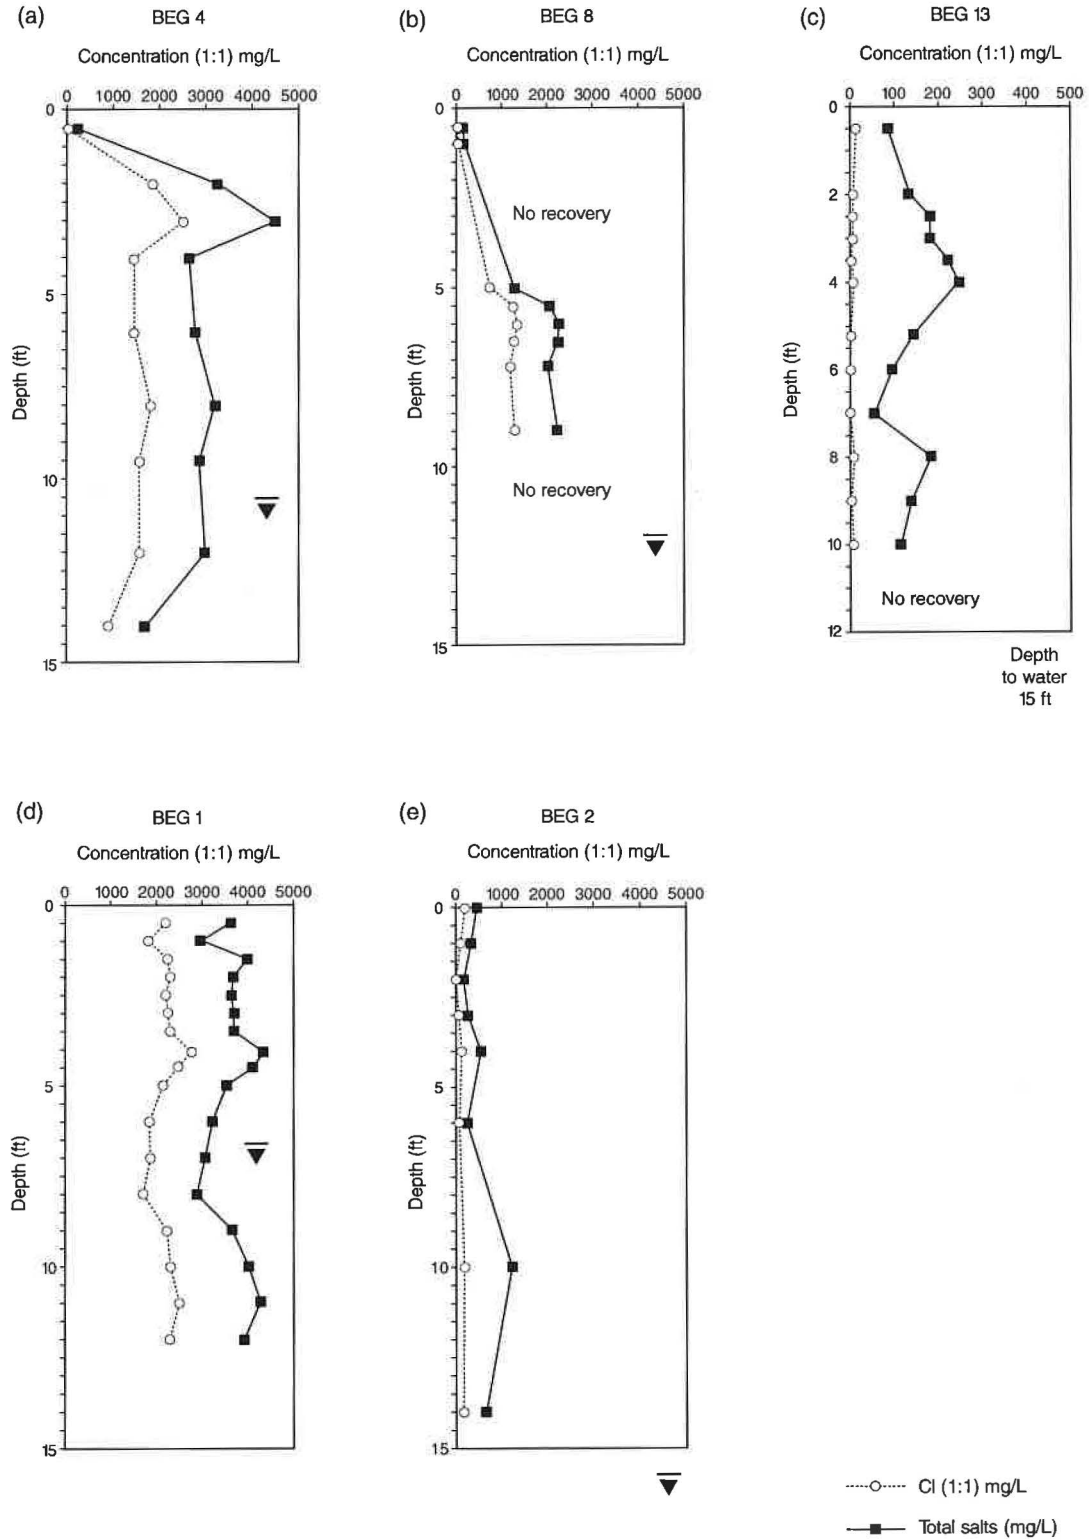 (a)
BEG 4
Concentration (1:1) mg/L
0 1000 2000 3000 4000 5000
0
5
10
15
Depth (ft)
(b)
BEG 8
Concentration (1:1) mg/L
0 1000 2000 3000 4000 5000
0
5
10
15
Depth (ft)
No recovery
No recovery
(c)
BEG 13
Concentration (1:1) mg/L
0 100 200 300 400 500
0
2
4
6
8
10
12
Depth (ft)
No recovery
Depth
to water
15 ft
(d)
BEG 1
Concentration (1:1) mg/L
0 1000 2000 3000 4000 5000
0
5
10
15
Depth (ft)
(e)
BEG 2
Concentration (1:1) mg/L
0 1000 2000 3000 4000 5000
0
5
10
15
Depth (ft)
Cl (1:1) mg/L
Total salts (mg/L)